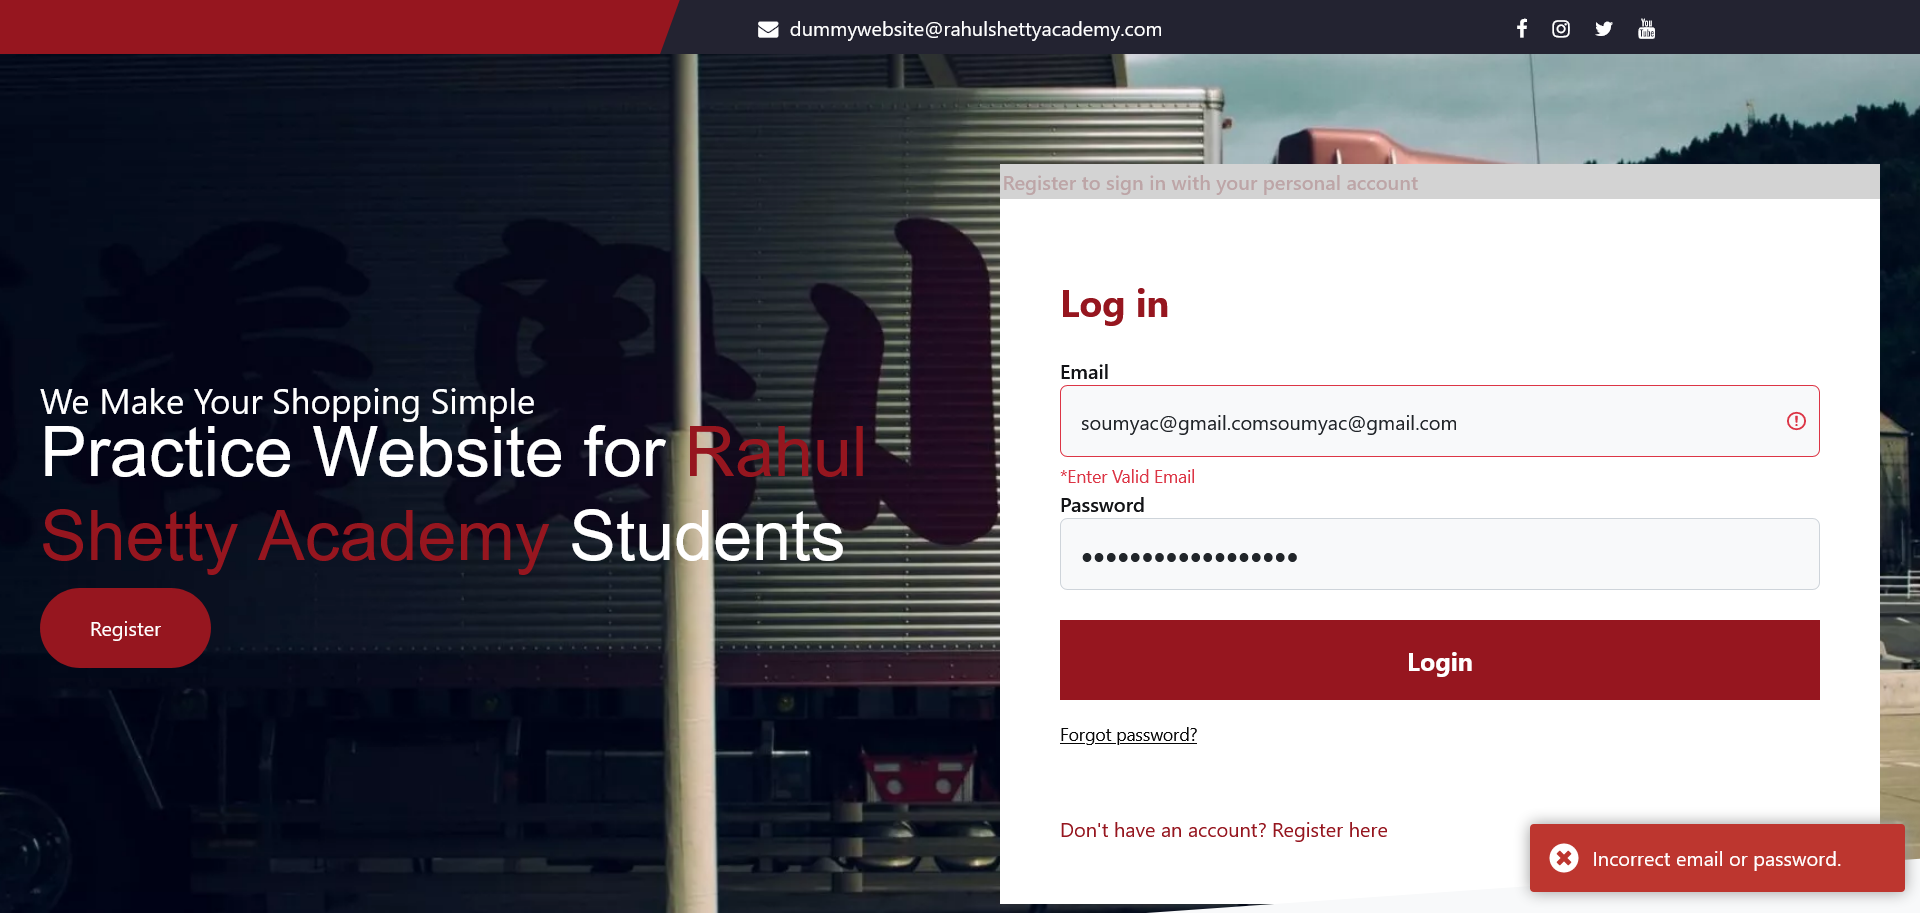 dummywebsite@rahulshettyacademy.com
We Make Your Shopping Simple
Practice Website for Rahul
Shetty Academy Students
Register
Register to sign in with your personal account
Log in
Email
soumyac@gmail.comsoumyac@gmail.com
*Enter Valid Email
Password
••••••••••••••••••
Login
Forgot password?
Don't have an account? Register here
Incorrect email or password.